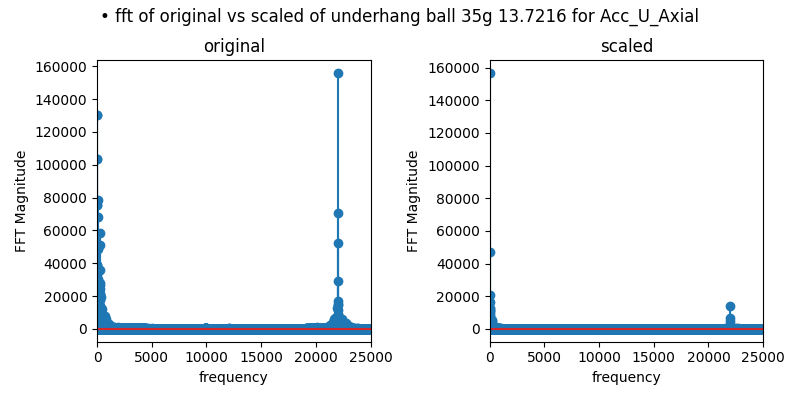 • fft of original vs scaled of underhang ball 35g 13.7216 for Acc_U_Axial
original
160000
140000
120000
100000
80000
60000
40000
20000
0
FFT Magnitude
0 5000 10000 15000 20000 25000
frequency
scaled
160000
140000
120000
100000
80000
60000
40000
20000
0
FFT Magnitude
0 5000 10000 15000 20000 25000
frequency